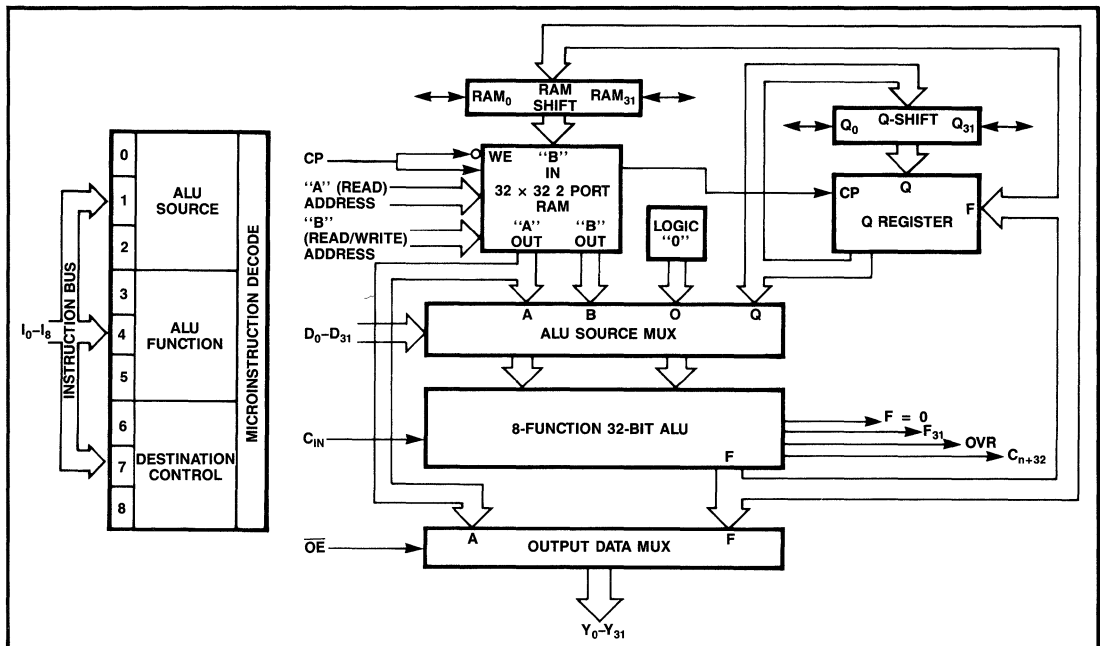 RAM
RAM₀ SHIFT RAM₃₁
Q₀ Q-SHIFT Q₃₁
0
1
2
3
4
5
6
7
8
ALU
SOURCE
ALU
FUNCTION
DESTINATION
CONTROL
MICROINSTRUCTION DECODE
INSTRUCTION BUS
I₀–I₈
CP
"A" (READ)
ADDRESS
"B"
(READ/WRITE)
ADDRESS
WE "B"
IN
32 × 32 2 PORT
RAM
"A" "B"
OUT OUT
LOGIC
"0"
Q
CP F
Q REGISTER
D₀–D₃₁
A B O Q
ALU SOURCE MUX
C_IN
8-FUNCTION 32-BIT ALU
F
F = 0
F₃₁
OVR
Cₙ₊₃₂
OE̅
A F
OUTPUT DATA MUX
Y₀–Y₃₁